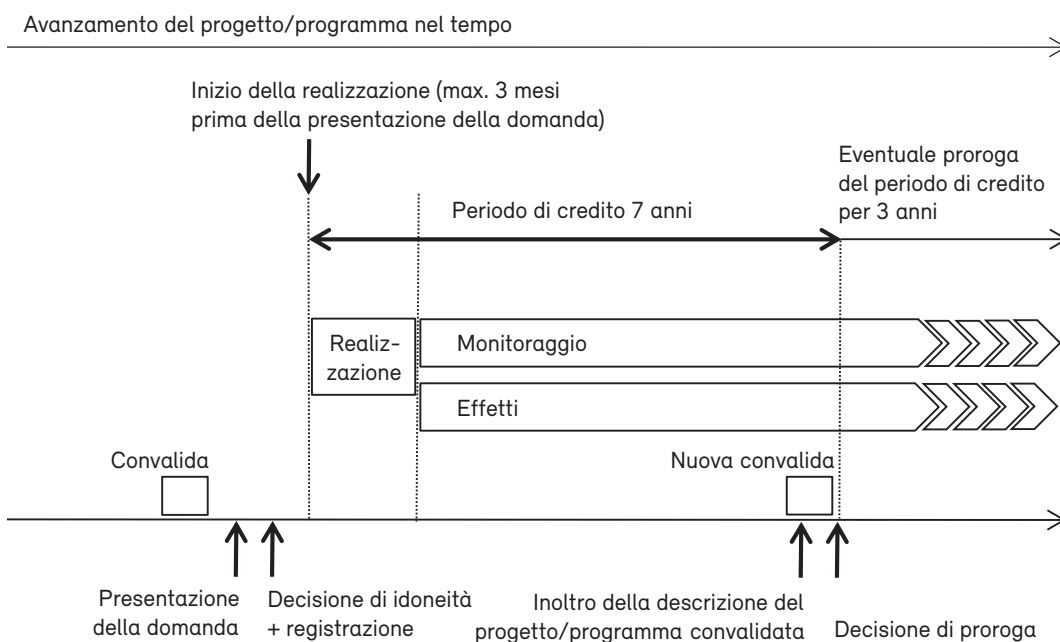 Avanzamento del progetto/programma nel tempo
Inizio della realizzazione (max. 3 mesi
prima della presentazione della domanda)
Eventuale proroga
del periodo di credito
per 3 anni
Periodo di credito 7 anni
Realiz-
zazione
Monitoraggio
Effetti
Convalida
Nuova convalida
Presentazione
della domanda
Decisione di idoneità
+ registrazione
Inoltro della descrizione del
progetto/programma convalidata
Decisione di proroga